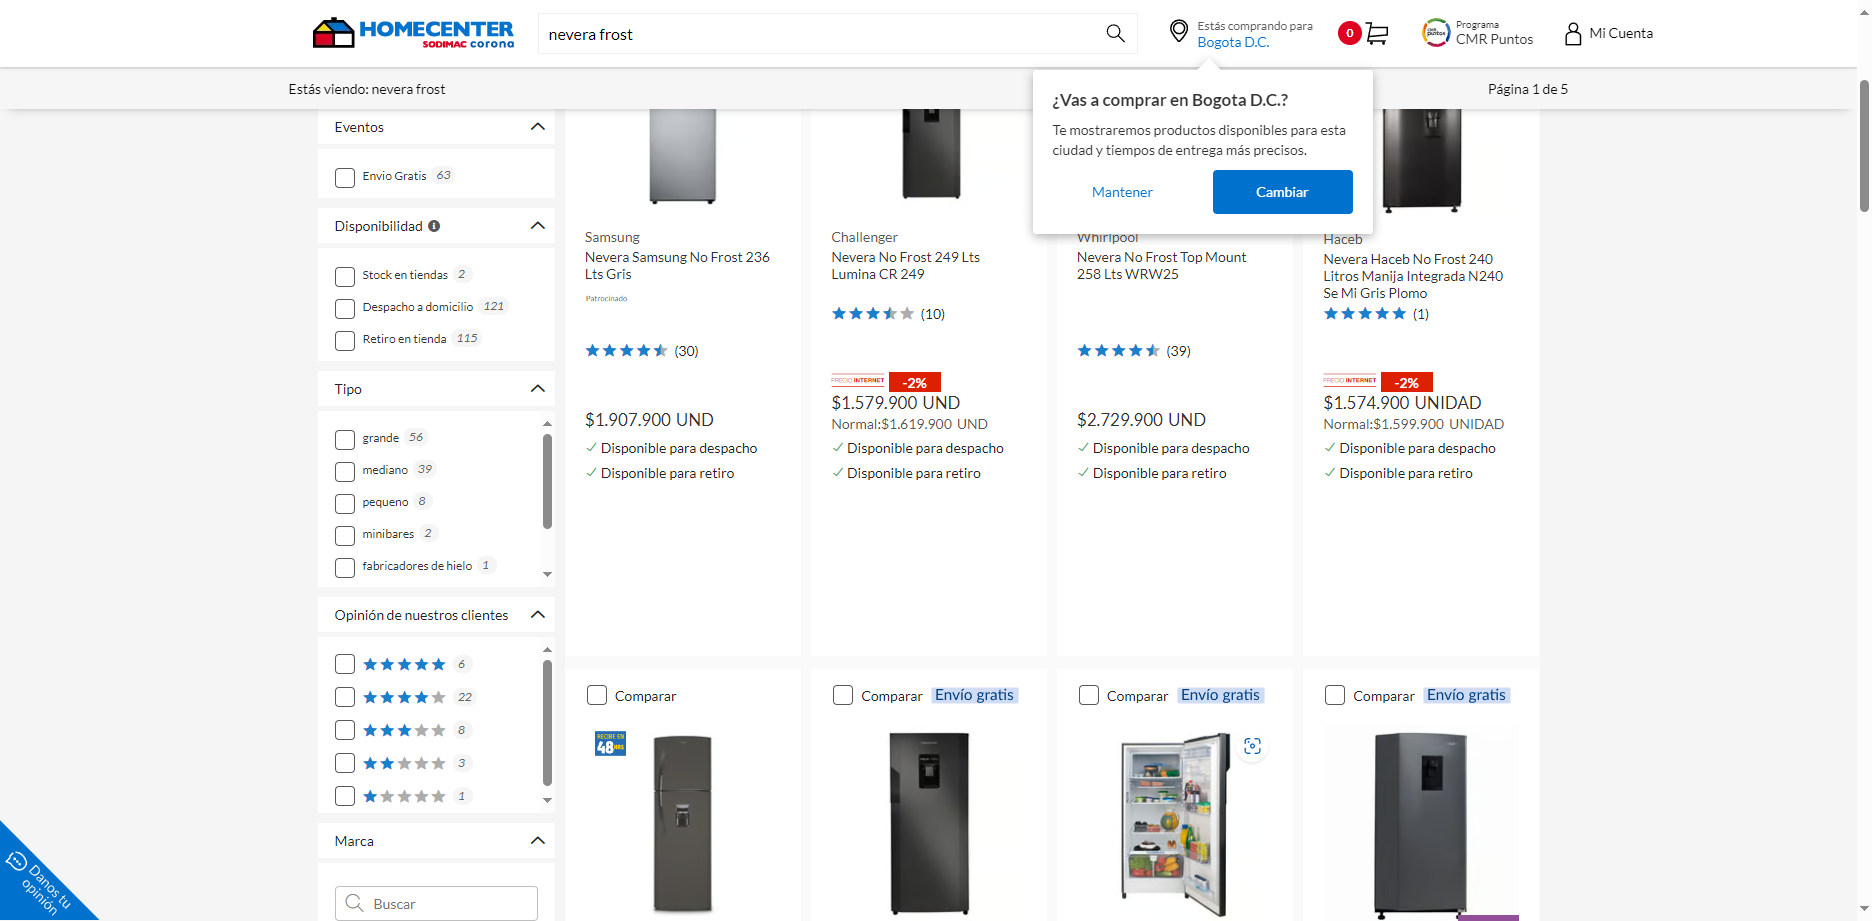 HOMECENTER
SODIMAC corona
nevera frost
Estás comprando para
Bogota D.C.
0
Programa
CMR Puntos
Mi Cuenta
Estás viendo: nevera frost
Página 1 de 5
¿Vas a comprar en Bogota D.C.?
Te mostraremos productos disponibles para esta
ciudad y tiempos de entrega más precisos.
Mantener
Cambiar
Eventos
Envio Gratis 63
Disponibilidad
Stock en tiendas 2
Despacho a domicilio 121
Retiro en tienda 115
Tipo
grande 56
mediano 39
pequeno 8
minibares 2
fabricadores de hielo 1
Opinión de nuestros clientes
6
22
8
3
1
Marca
Buscar
Danos tu
opinión
Samsung
Nevera Samsung No Frost 236
Lts Gris
Patrocinado
(30)
$1.907.900 UND
Disponible para despacho
Disponible para retiro
Challenger
Nevera No Frost 249 Lts
Lumina CR 249
(10)
PRECIO INTERNET
-2%
$1.579.900 UND
Normal:$1.619.900 UND
Disponible para despacho
Disponible para retiro
Whirlpool
Nevera No Frost Top Mount
258 Lts WRW25
(39)
$2.729.900 UND
Disponible para despacho
Disponible para retiro
Haceb
Nevera Haceb No Frost 240
Litros Manija Integrada N240
Se Mi Gris Plomo
(1)
PRECIO INTERNET
-2%
$1.574.900 UNIDAD
Normal:$1.599.900 UNIDAD
Disponible para despacho
Disponible para retiro
Comparar
RECIBE EN
48HRS
Comparar
Envío gratis
Comparar
Envío gratis
Comparar
Envío gratis